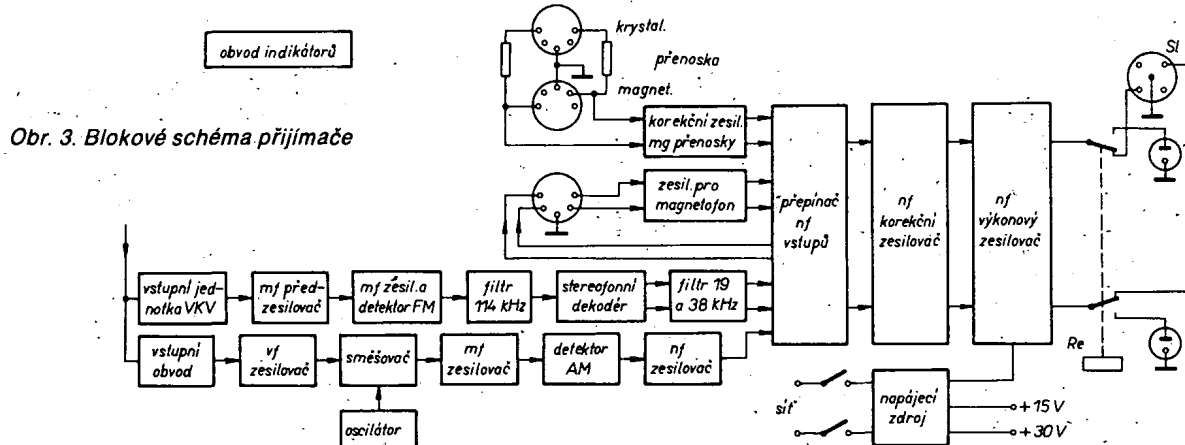 obvod indikátorů
krystal.
přenoska
magnet.
Sl
Obr. 3. Blokové schéma přijímače
korekční zesil.
mg přenosky
zesil. pro
magnetofon
přepínač
nf
vstupů
nf
korekční
zesilovač
nf
výkonový
zesilovač
vstupní jed-
notka VKV
mf před-
zesilovač
mf zesil. a
detektor FM
filtr
114 kHz
stereofonní
dekodér
filtr 19
a 38 kHz
vstupní
obvod
vf
zesilovač
směšovač
mf
zesilovač
detektor
AM
nf
zesilovač
Re
oscilátor
síť
napájecí
zdroj
+15 V
+30 V